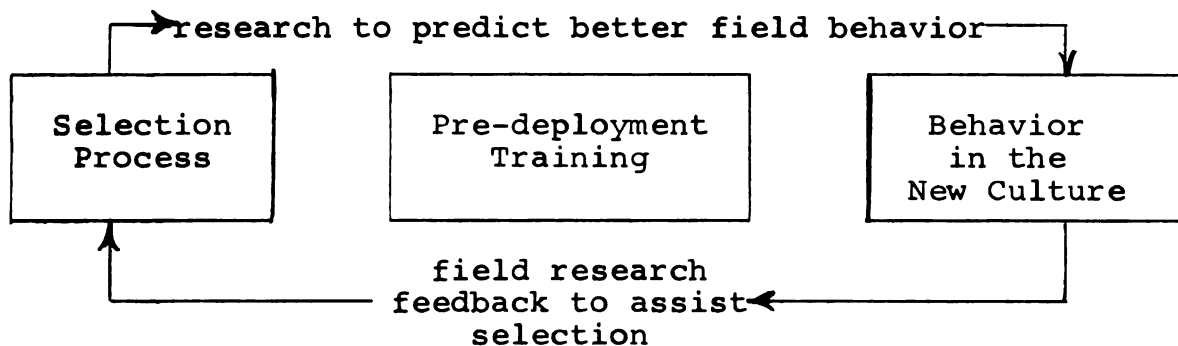 research to predict better field behavior
Selection
Process
Pre-deployment
Training
Behavior
in the
New Culture
field research
feedback to assist
selection